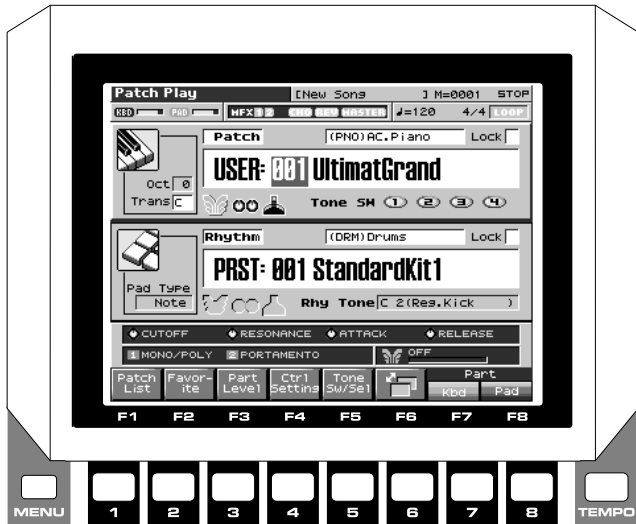 Patch Play [New Song ] M=0001 STOP
KBD PAD MFX 1 2 CHO REV MASTER ♩=120 4/4 LOOP
Patch (PNO)AC.Piano Lock
USER: 001 UltimatGrand
Oct 0
Trans C Tone SW 1 2 3 4
Rhythm (DRM)Drums Lock
PRST: 001 StandardKit1
Pad Type
Note Rhy Tone C 2(Reg.Kick )
CUTOFF RESONANCE ATTACK RELEASE
1 MONO/POLY 2 PORTAMENTO OFF
Patch Favor- Part Ctrl Tone Part
List ite Level Setting Sw/Sel Kbd Pad
F1 F2 F3 F4 F5 F6 F7 F8
MENU 1 2 3 4 5 6 7 8 TEMPO